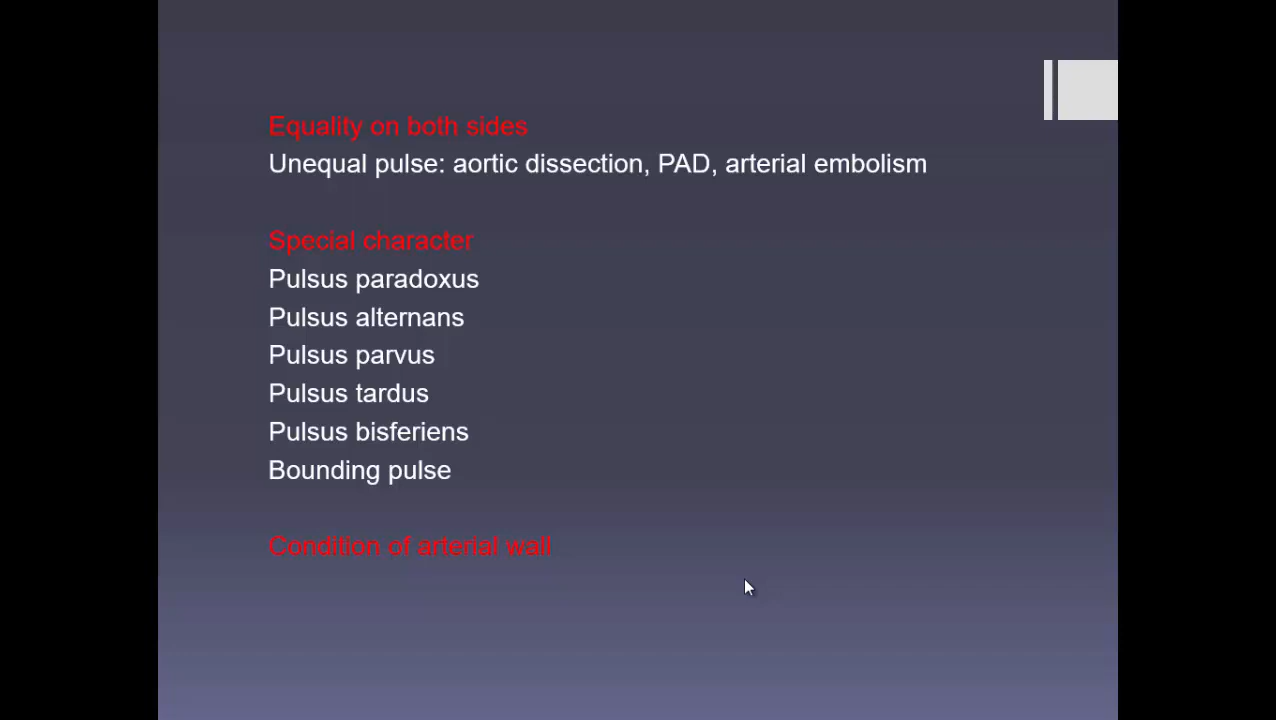 Equality on both sides
Unequal pulse: aortic dissection, PAD, arterial embolism
Special character
Pulsus paradoxus
Pulsus alternans
Pulsus parvus
Pulsus tardus
Pulsus bisferiens
Bounding pulse
Condition of arterial wall